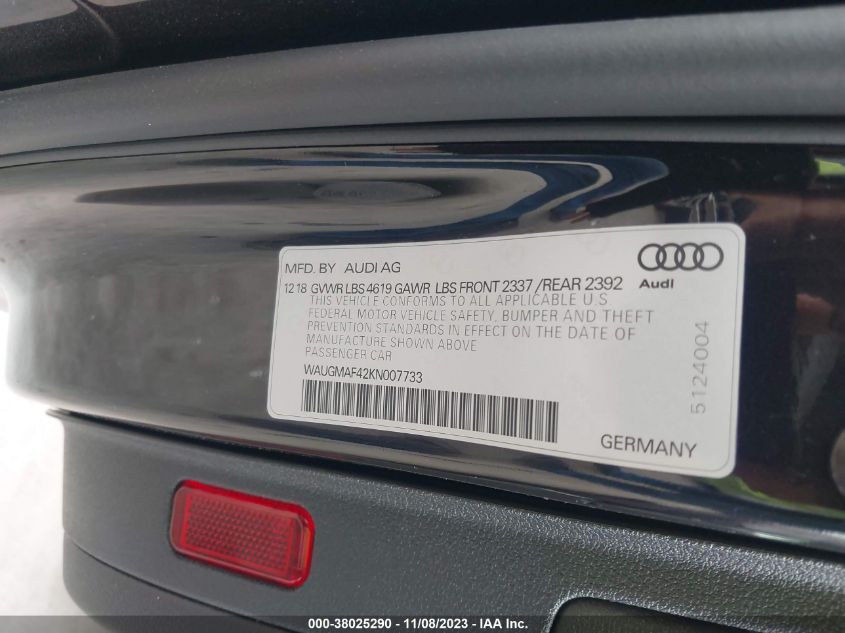 MFD. BY AUDI AG
Audi
12 18 GVWR LBS 4619 GAWR LBS FRONT 2337 /REAR 2392
THIS VEHICLE CONFORMS TO ALL APPLICABLE U S
FEDERAL MOTOR VEHICLE SAFETY, BUMPER AND THEFT
PREVENTION STANDARDS IN EFFECT ON THE DATE OF
MANUFACTURE SHOWN ABOVE
PASSENGER CAR
WAUGMAF42KN007733
5124004
GERMANY
000-38025290 - 11/08/2023 - IAA Inc.